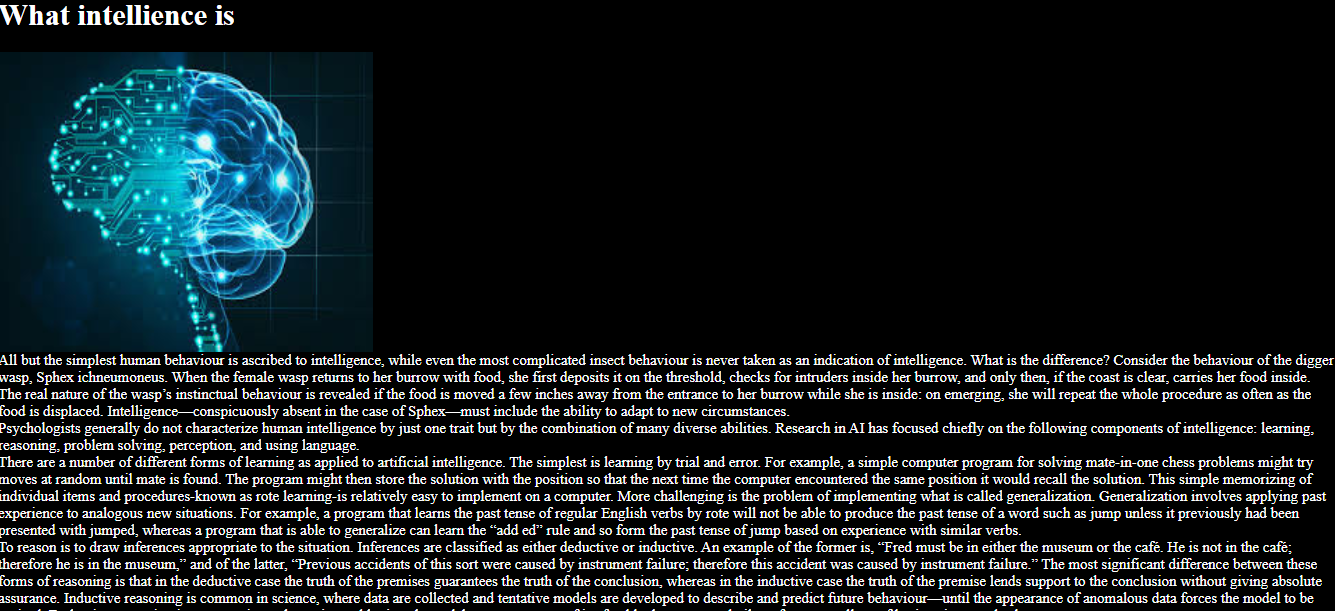 What intellience is
All but the simplest human behaviour is ascribed to intelligence, while even the most complicated insect behaviour is never taken as an indication of intelligence. What is the difference? Consider the behaviour of the digger
wasp, Sphex ichneumoneus. When the female wasp returns to her burrow with food, she first deposits it on the threshold, checks for intruders inside her burrow, and only then, if the coast is clear, carries her food inside.
The real nature of the wasp’s instinctual behaviour is revealed if the food is moved a few inches away from the entrance to her burrow while she is inside: on emerging, she will repeat the whole procedure as often as the
food is displaced. Intelligence—conspicuously absent in the case of Sphex—must include the ability to adapt to new circumstances.
Psychologists generally do not characterize human intelligence by just one trait but by the combination of many diverse abilities. Research in AI has focused chiefly on the following components of intelligence: learning,
reasoning, problem solving, perception, and using language.
There are a number of different forms of learning as applied to artificial intelligence. The simplest is learning by trial and error. For example, a simple computer program for solving mate-in-one chess problems might try
moves at random until mate is found. The program might then store the solution with the position so that the next time the computer encountered the same position it would recall the solution. This simple memorizing of
individual items and procedures-known as rote learning-is relatively easy to implement on a computer. More challenging is the problem of implementing what is called generalization. Generalization involves applying past
experience to analogous new situations. For example, a program that learns the past tense of regular English verbs by rote will not be able to produce the past tense of a word such as jump unless it previously had been
presented with jumped, whereas a program that is able to generalize can learn the “add ed” rule and so form the past tense of jump based on experience with similar verbs.
To reason is to draw inferences appropriate to the situation. Inferences are classified as either deductive or inductive. An example of the former is, “Fred must be in either the museum or the cafè. He is not in the cafè;
therefore he is in the museum,” and of the latter, “Previous accidents of this sort were caused by instrument failure; therefore this accident was caused by instrument failure.” The most significant difference between these
forms of reasoning is that in the deductive case the truth of the premises guarantees the truth of the conclusion, whereas in the inductive case the truth of the premise lends support to the conclusion without giving absolute
assurance. Inductive reasoning is common in science, where data are collected and tentative models are developed to describe and predict future behaviour—until the appearance of anomalous data forces the model to be